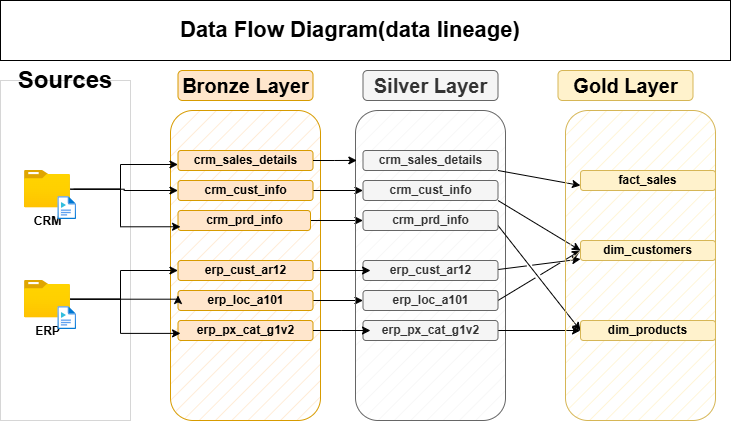 Data Flow Diagram(data lineage)
Sources
Bronze Layer
Silver Layer
Gold Layer
CRM
ERP
crm_sales_details
crm_cust_info
crm_prd_info
erp_cust_ar12
erp_loc_a101
erp_px_cat_g1v2
crm_sales_details
crm_cust_info
crm_prd_info
erp_cust_ar12
erp_loc_a101
erp_px_cat_g1v2
fact_sales
dim_customers
dim_products